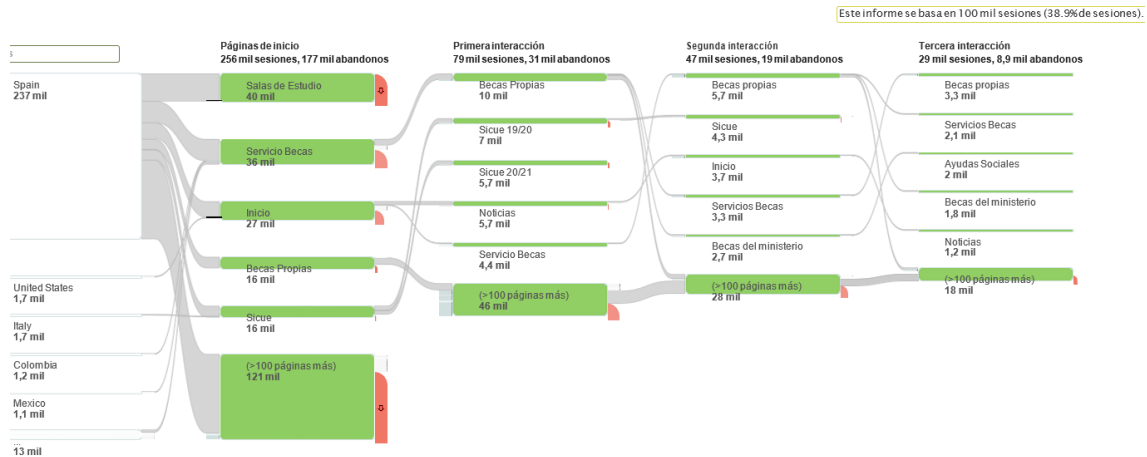 Este informe se basa en 100 mil sesiones (38.9% de sesiones).
s
Spain
237 mil
United States
1,7 mil
Italy
1,7 mil
Colombia
1,2 mil
Mexico
1,1 mil
...
13 mil
Páginas de inicio
256 mil sesiones, 177 mil abandonos
Salas de Estudio
40 mil
Servicio Becas
36 mil
Inicio
27 mil
Becas Propias
16 mil
Sicue
16 mil
(>100 páginas más)
121 mil
Primera interacción
79 mil sesiones, 31 mil abandonos
Becas Propias
10 mil
Sicue 19/20
7 mil
Sicue 20/21
5,7 mil
Noticias
5,7 mil
Servicio Becas
4,4 mil
(>100 páginas más)
46 mil
Segunda interacción
47 mil sesiones, 19 mil abandonos
Becas propias
5,7 mil
Sicue
4,3 mil
Inicio
3,7 mil
Servicios Becas
3,3 mil
Becas del ministerio
2,7 mil
(>100 páginas más)
28 mil
Tercera interacción
29 mil sesiones, 8,9 mil abandonos
Becas propias
3,3 mil
Servicios Becas
2,1 mil
Ayudas Sociales
2 mil
Becas del ministerio
1,8 mil
Noticias
1,2 mil
(>100 páginas más)
18 mil